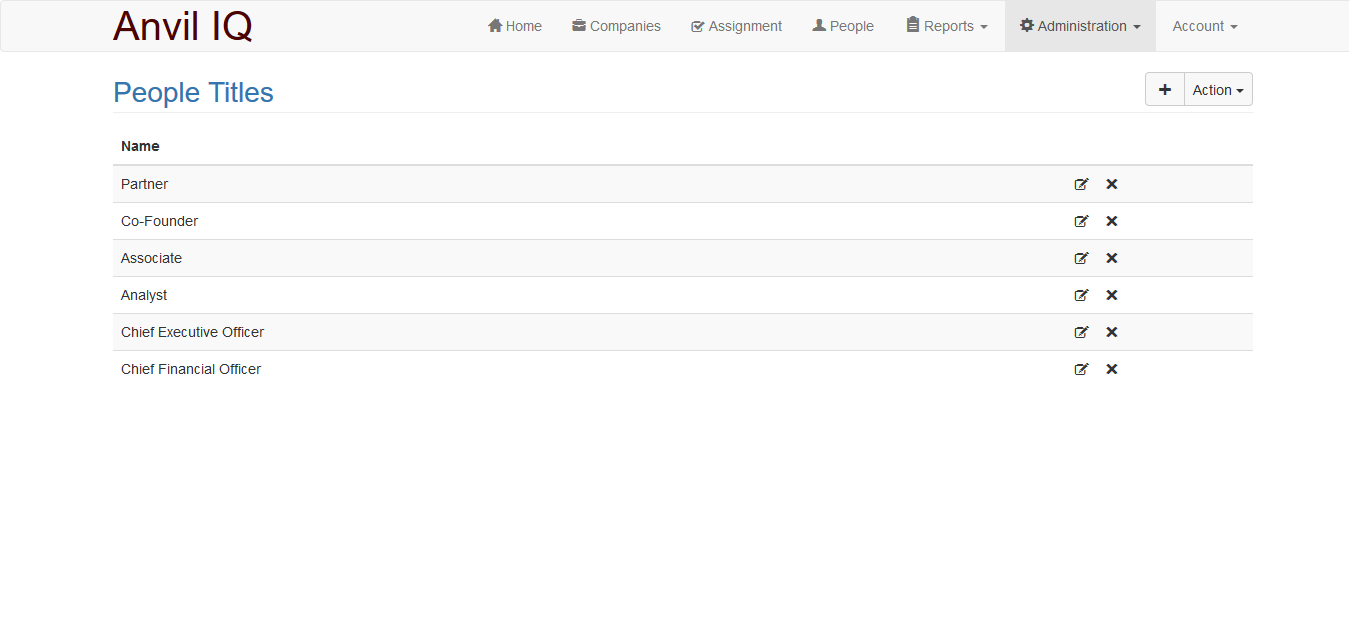 Anvil IQ Home Companies Assignment People Reports Administration Account
People Titles Action
Name
Partner
Co-Founder
Associate
Analyst
Chief Executive Officer
Chief Financial Officer